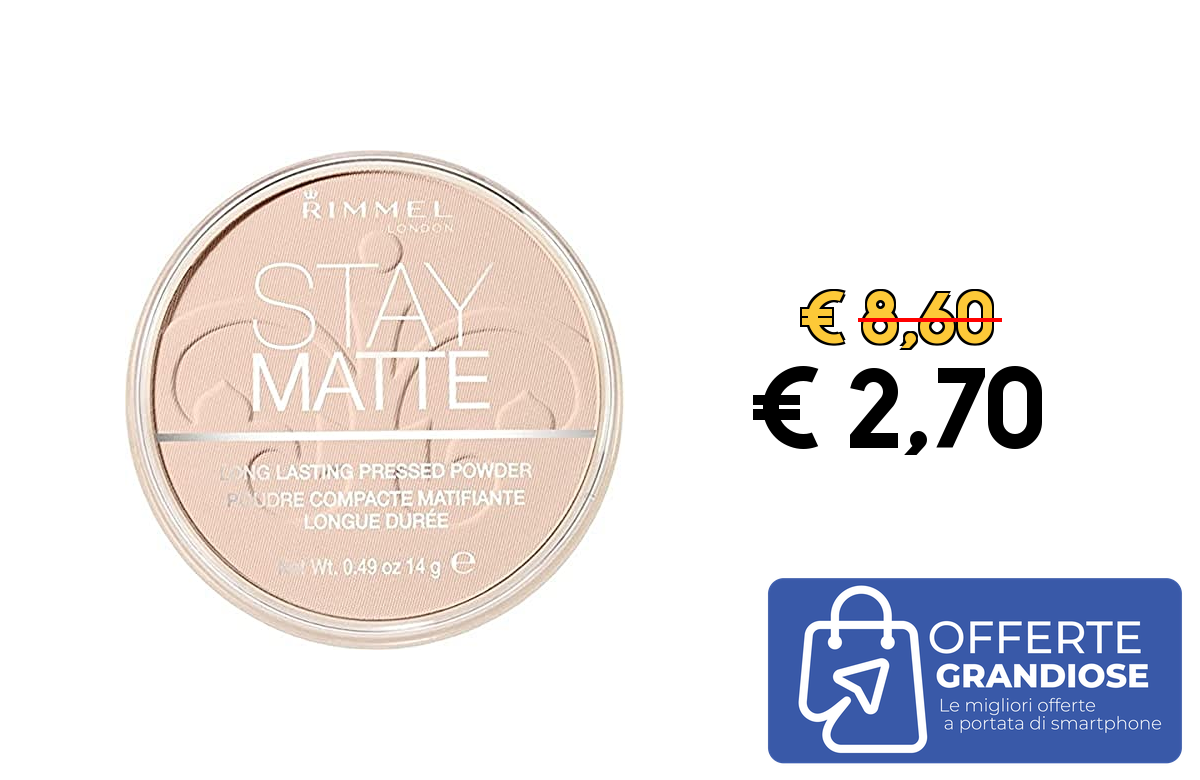 RIMMEL
LONDON
STAY
MATTE
LONG LASTING PRESSED POWDER
POUDRE COMPACTE MATIFIANTE
LONGUE DURÉE
Net Wt. 0.49 oz 14 g ℮
€ 8,60
€ 2,70
OFFERTE
GRANDIOSE
Le migliori offerte
a portata di smartphone